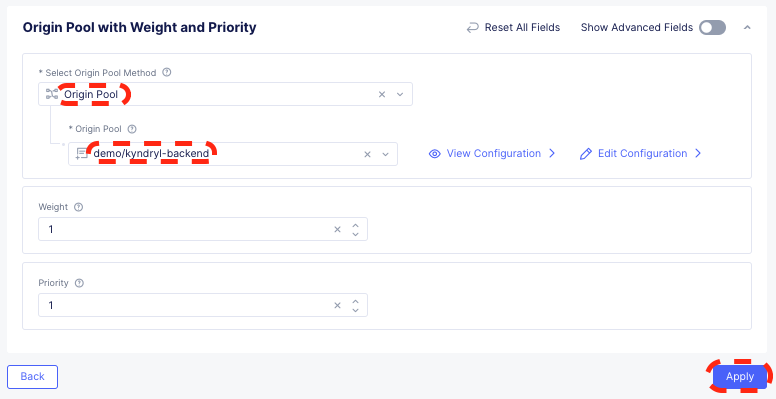 Origin Pool with Weight and Priority
Reset All Fields
Show Advanced Fields
* Select Origin Pool Method
Origin Pool
* Origin Pool
demo/kyndryl-backend
View Configuration
Edit Configuration
Weight
1
Priority
1
Back
Apply